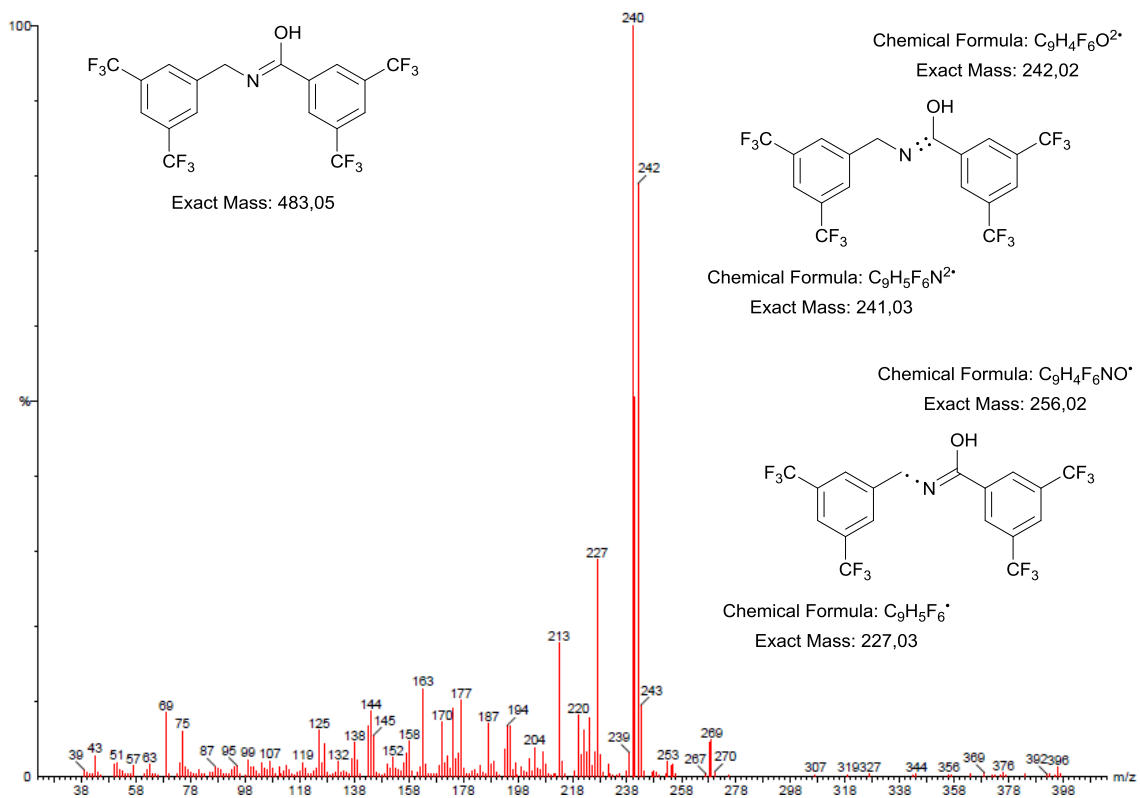 100
%
0
OH
F₃C
N
CF₃
CF₃
CF₃
Exact Mass: 483,05
Chemical Formula: C₉H₄F₆O²•
Exact Mass: 242,02
OH
F₃C
N
CF₃
CF₃
CF₃
Chemical Formula: C₉H₅F₆N²•
Exact Mass: 241,03
Chemical Formula: C₉H₄F₆NO•
Exact Mass: 256,02
OH
F₃C
N
CF₃
CF₃
CF₃
Chemical Formula: C₉H₅F₆•
Exact Mass: 227,03
240
242
227
213
243
269
163
177
220
69
144
170
187
194
75
125
138
145
158
204
239
253
267
270
39
43
51
57
63
87
95
99
107
119
132
152
307
319
327
344
356
369
376
392
396
38 58 78 98 118 138 158 178 198 218 238 258 278 298 318 338 358 378 398 m/z